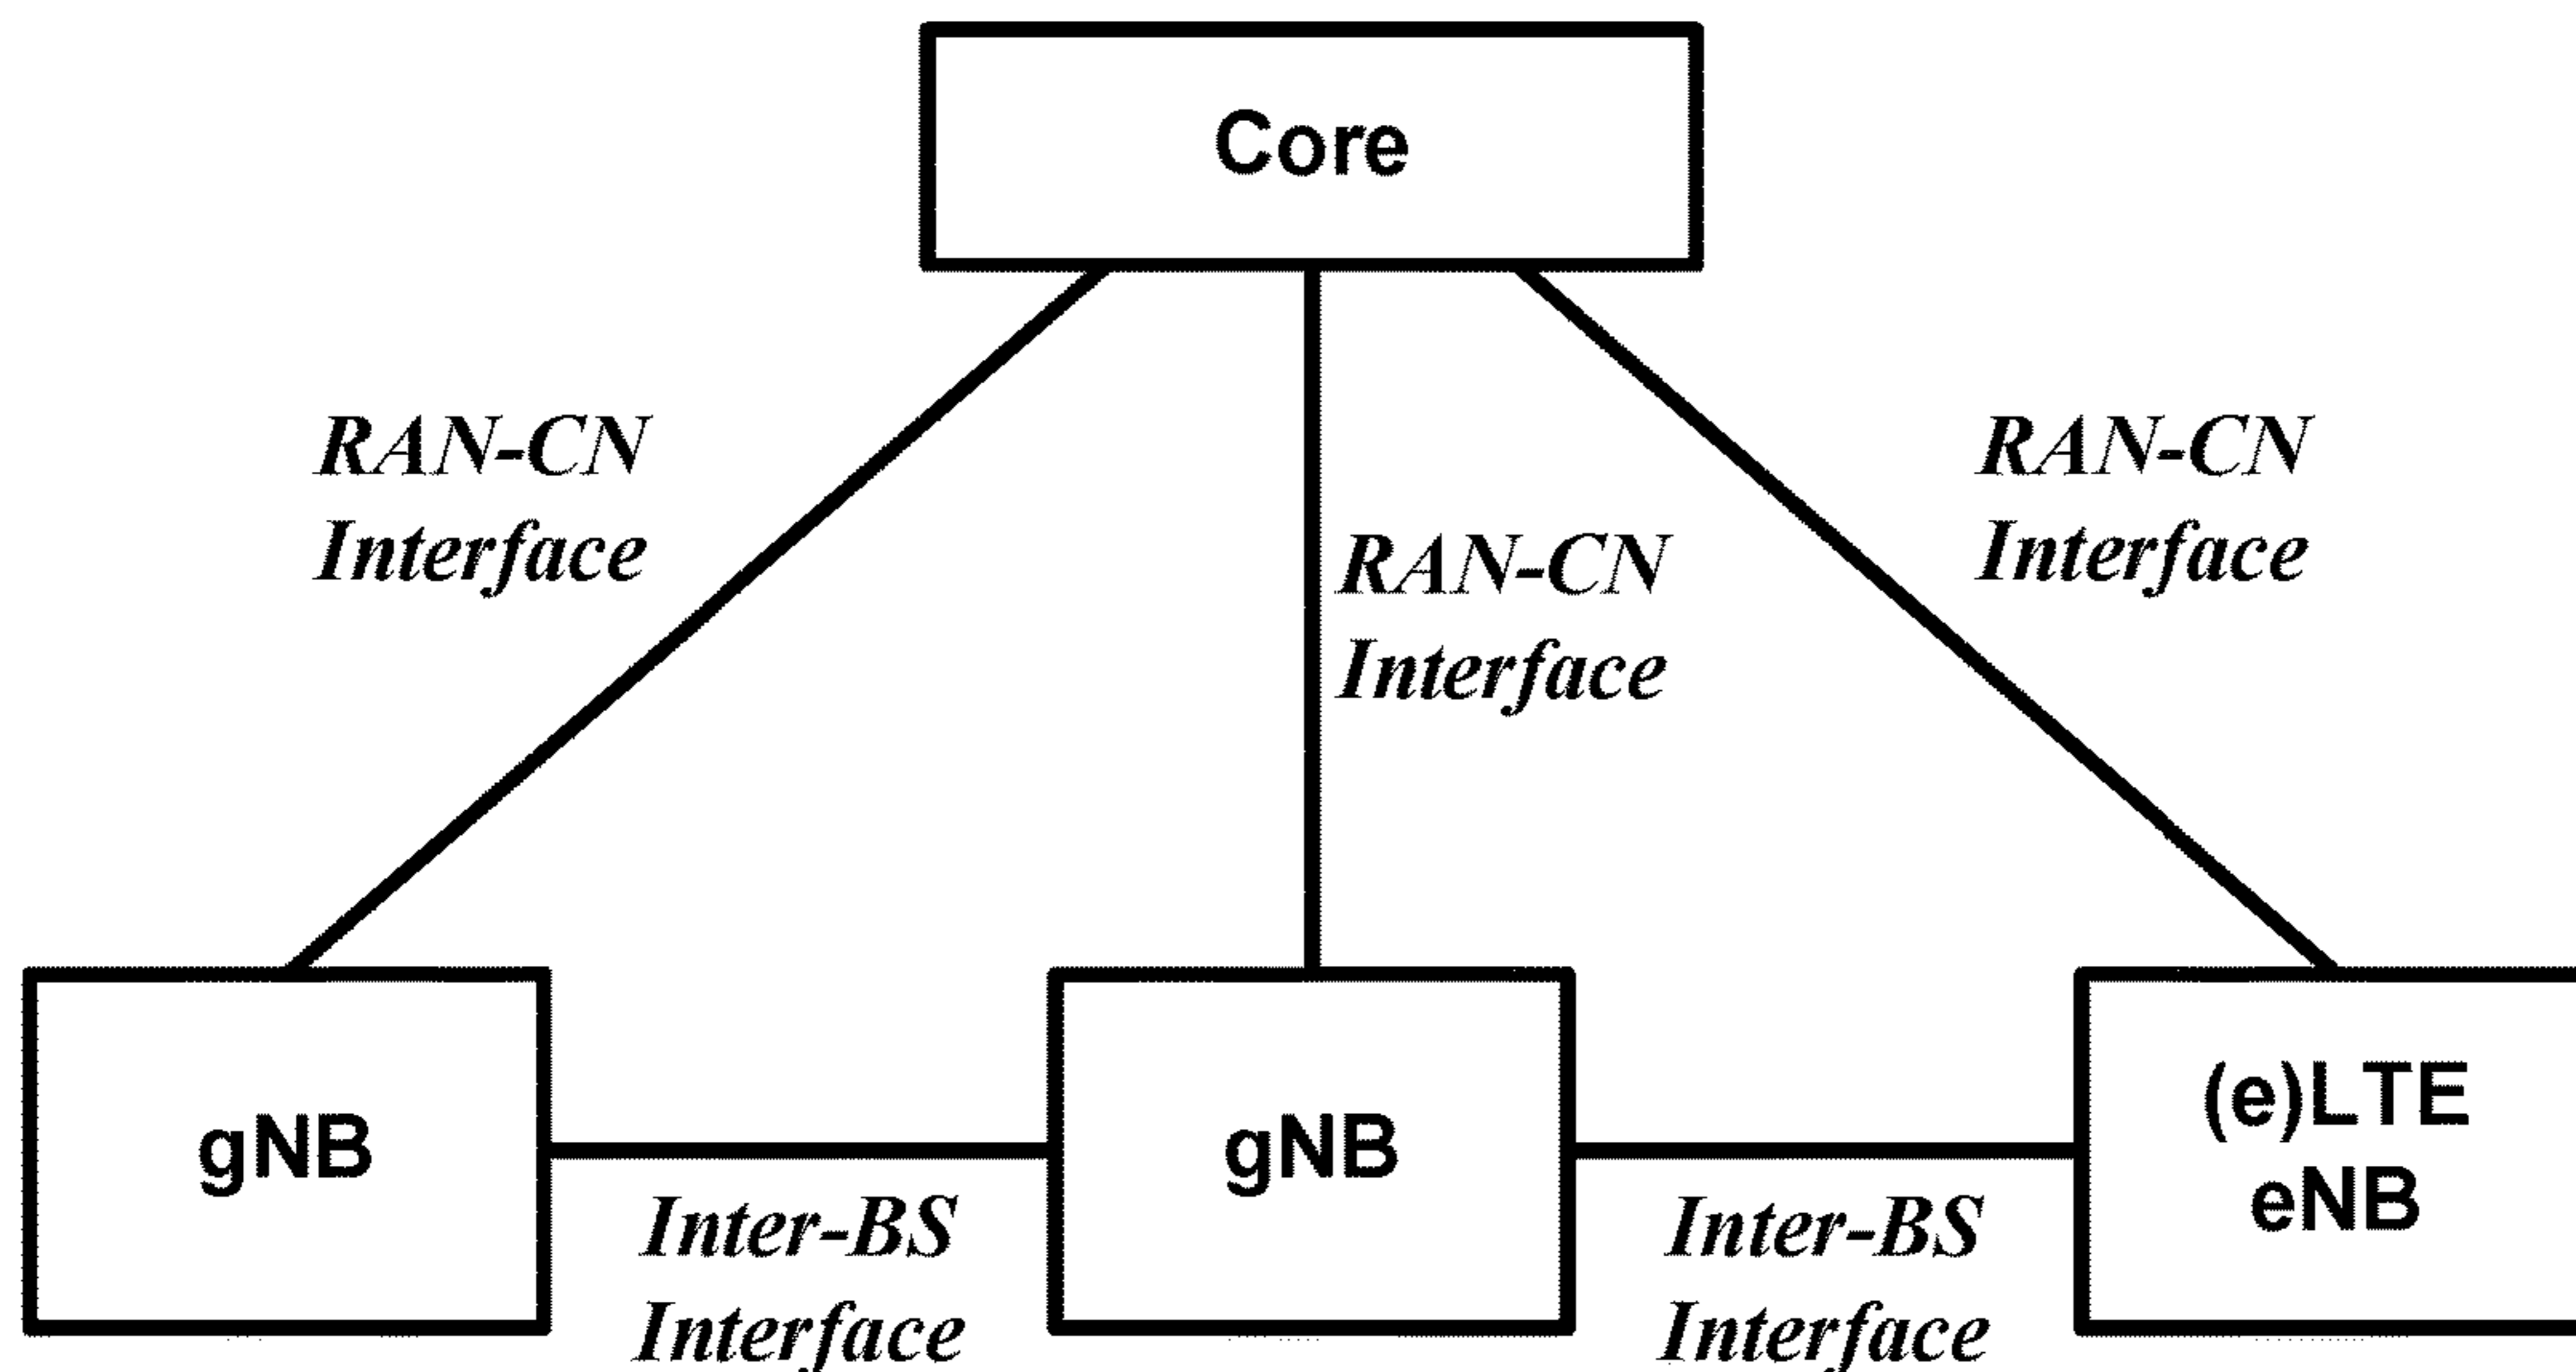 Core
RAN-CN
Interface
RAN-CN
Interface
RAN-CN
Interface
gNB
gNB
(e)LTE
eNB
Inter-BS
Interface
Inter-BS
Interface